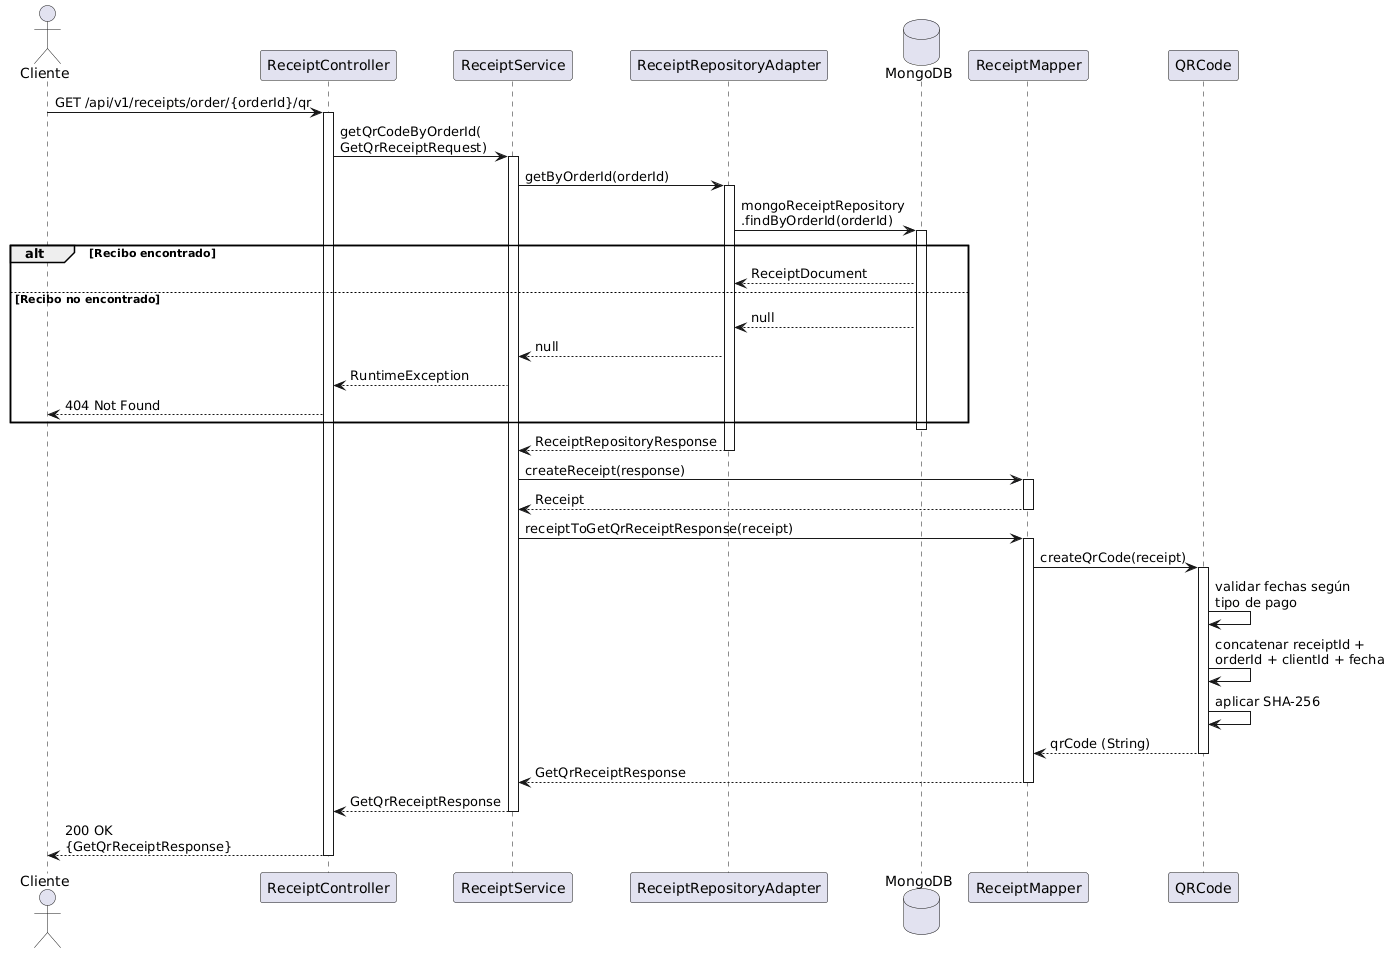 Cliente
ReceiptController
ReceiptService
ReceiptRepositoryAdapter
MongoDB
ReceiptMapper
QRCode
GET /api/v1/receipts/order/{orderId}/qr
getQrCodeByOrderId(
GetQrReceiptRequest)
getByOrderId(orderId)
mongoReceiptRepository
.findByOrderId(orderId)
alt
[Recibo encontrado]
ReceiptDocument
[Recibo no encontrado]
null
null
RuntimeException
404 Not Found
ReceiptRepositoryResponse
createReceipt(response)
Receipt
receiptToGetQrReceiptResponse(receipt)
createQrCode(receipt)
validar fechas según
tipo de pago
concatenar receiptId +
orderId + clientId + fecha
aplicar SHA-256
qrCode (String)
GetQrReceiptResponse
GetQrReceiptResponse
200 OK
{GetQrReceiptResponse}
Cliente
ReceiptController
ReceiptService
ReceiptRepositoryAdapter
MongoDB
ReceiptMapper
QRCode